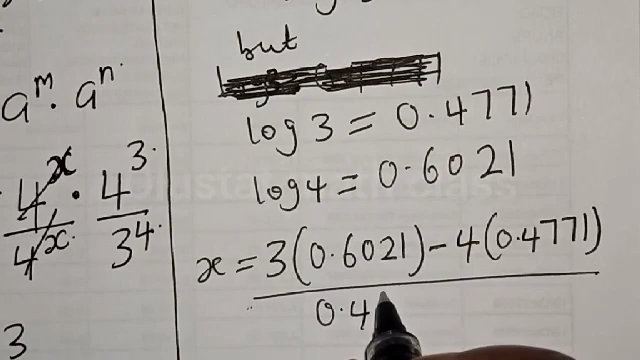 but
a^m · a^n
log 3 = 0.4771
log 4 = 0.6021
4^x/4^x · 4^3/3^4
x = 3(0.6021) - 4(0.4771)
0.4
3